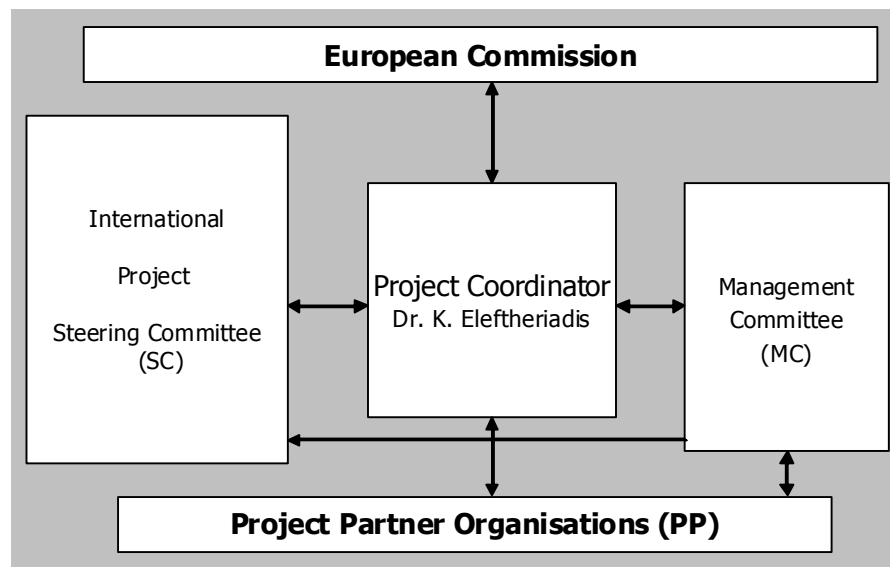 European Commission
International
Project
Steering Committee
(SC)
Project Coordinator
Dr. K. Eleftheriadis
Management
Committee
(MC)
Project Partner Organisations (PP)